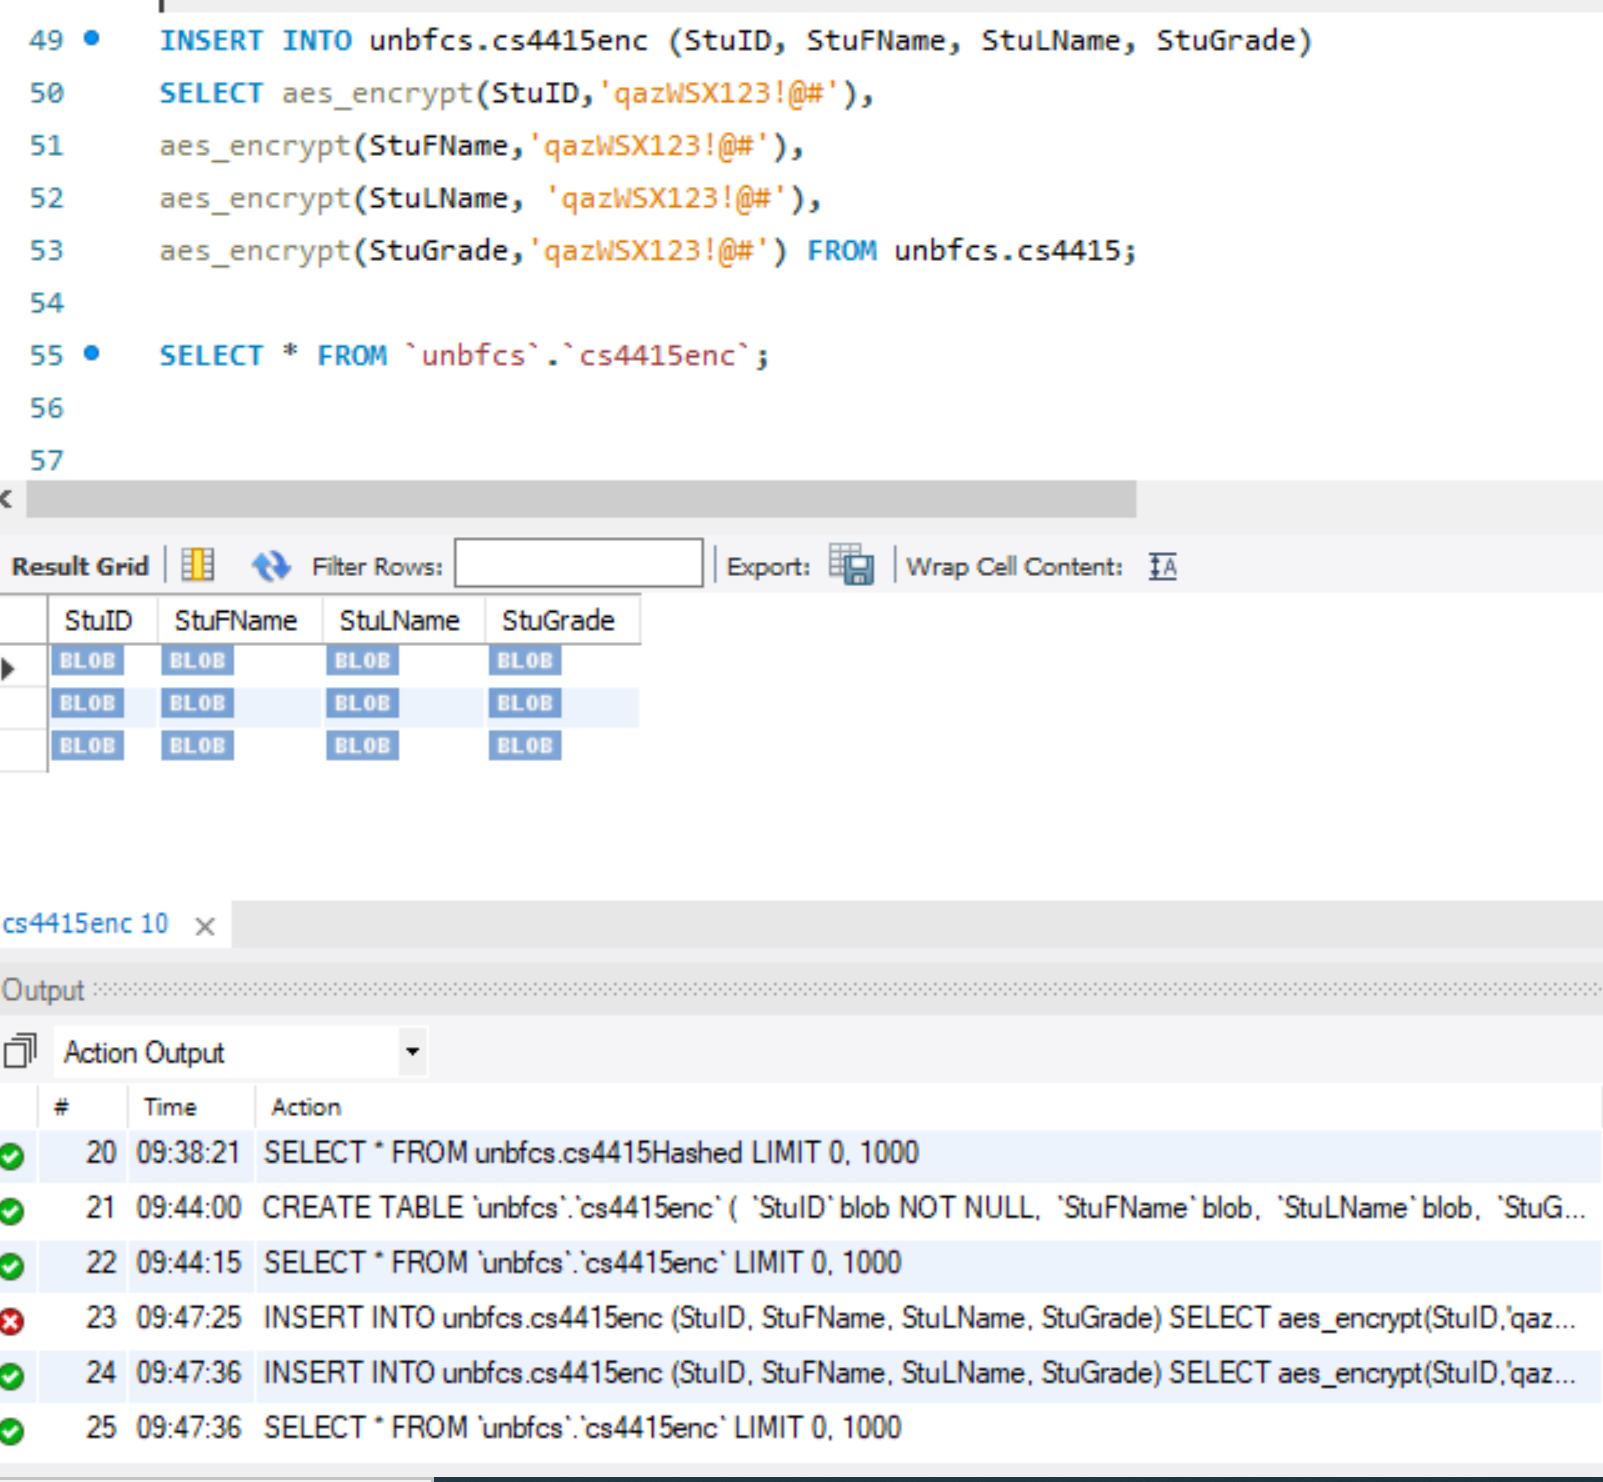 49 INSERT INTO unbfcs.cs4415enc (StuID, StuFName, StuLName, StuGrade)
50 SELECT aes_encrypt(StuID,'qazWSX123!@#'),
51 aes_encrypt(StuFName,'qazWSX123!@#'),
52 aes_encrypt(StuLName, 'qazWSX123!@#'),
53 aes_encrypt(StuGrade,'qazWSX123!@#') FROM unbfcs.cs4415;
54
55 SELECT * FROM `unbfcs`.`cs4415enc`;
56
57
Result Grid Filter Rows: Export: Wrap Cell Content: IA
StuID StuFName StuLName StuGrade
BLOB BLOB BLOB BLOB
BLOB BLOB BLOB BLOB
BLOB BLOB BLOB BLOB
cs4415enc 10
Output
Action Output
# Time Action
20 09:38:21 SELECT * FROM unbfcs.cs4415Hashed LIMIT 0, 1000
21 09:44:00 CREATE TABLE `unbfcs`.`cs4415enc` ( `StuID` blob NOT NULL, `StuFName` blob, `StuLName` blob, `StuG...
22 09:44:15 SELECT * FROM `unbfcs`.`cs4415enc` LIMIT 0, 1000
23 09:47:25 INSERT INTO unbfcs.cs4415enc (StuID, StuFName, StuLName, StuGrade) SELECT aes_encrypt(StuID,'qaz...
24 09:47:36 INSERT INTO unbfcs.cs4415enc (StuID, StuFName, StuLName, StuGrade) SELECT aes_encrypt(StuID,'qaz...
25 09:47:36 SELECT * FROM `unbfcs`.`cs4415enc` LIMIT 0, 1000